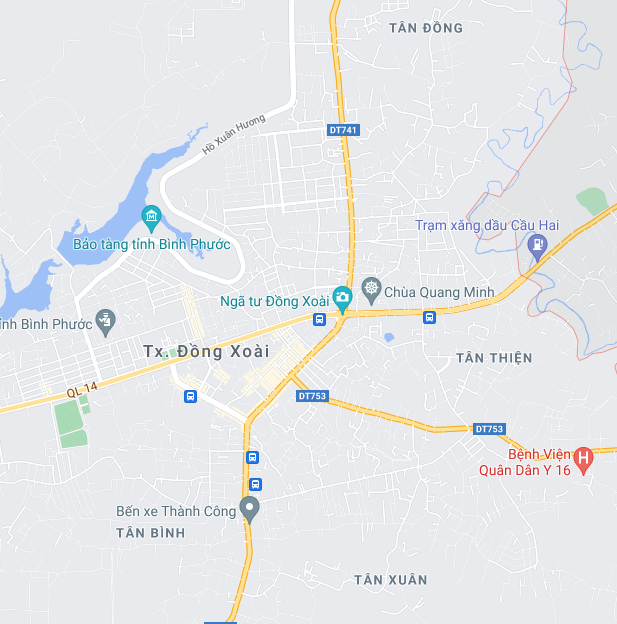 TÂN ĐỒNG
DT741
Hồ Xuân Hương
Trạm xăng dầu Cầu Hai
Bảo tàng tỉnh Bình Phước
Chùa Quang Minh
Ngã tư Đồng Xoài
ỉnh Bình Phước
Tx. Đồng Xoài
TÂN THIỆN
QL 14
DT753
DT753
Bệnh Viện
Quân Dân Y 16
H
Bến xe Thành Công
TÂN BÌNH
TÂN XUÂN